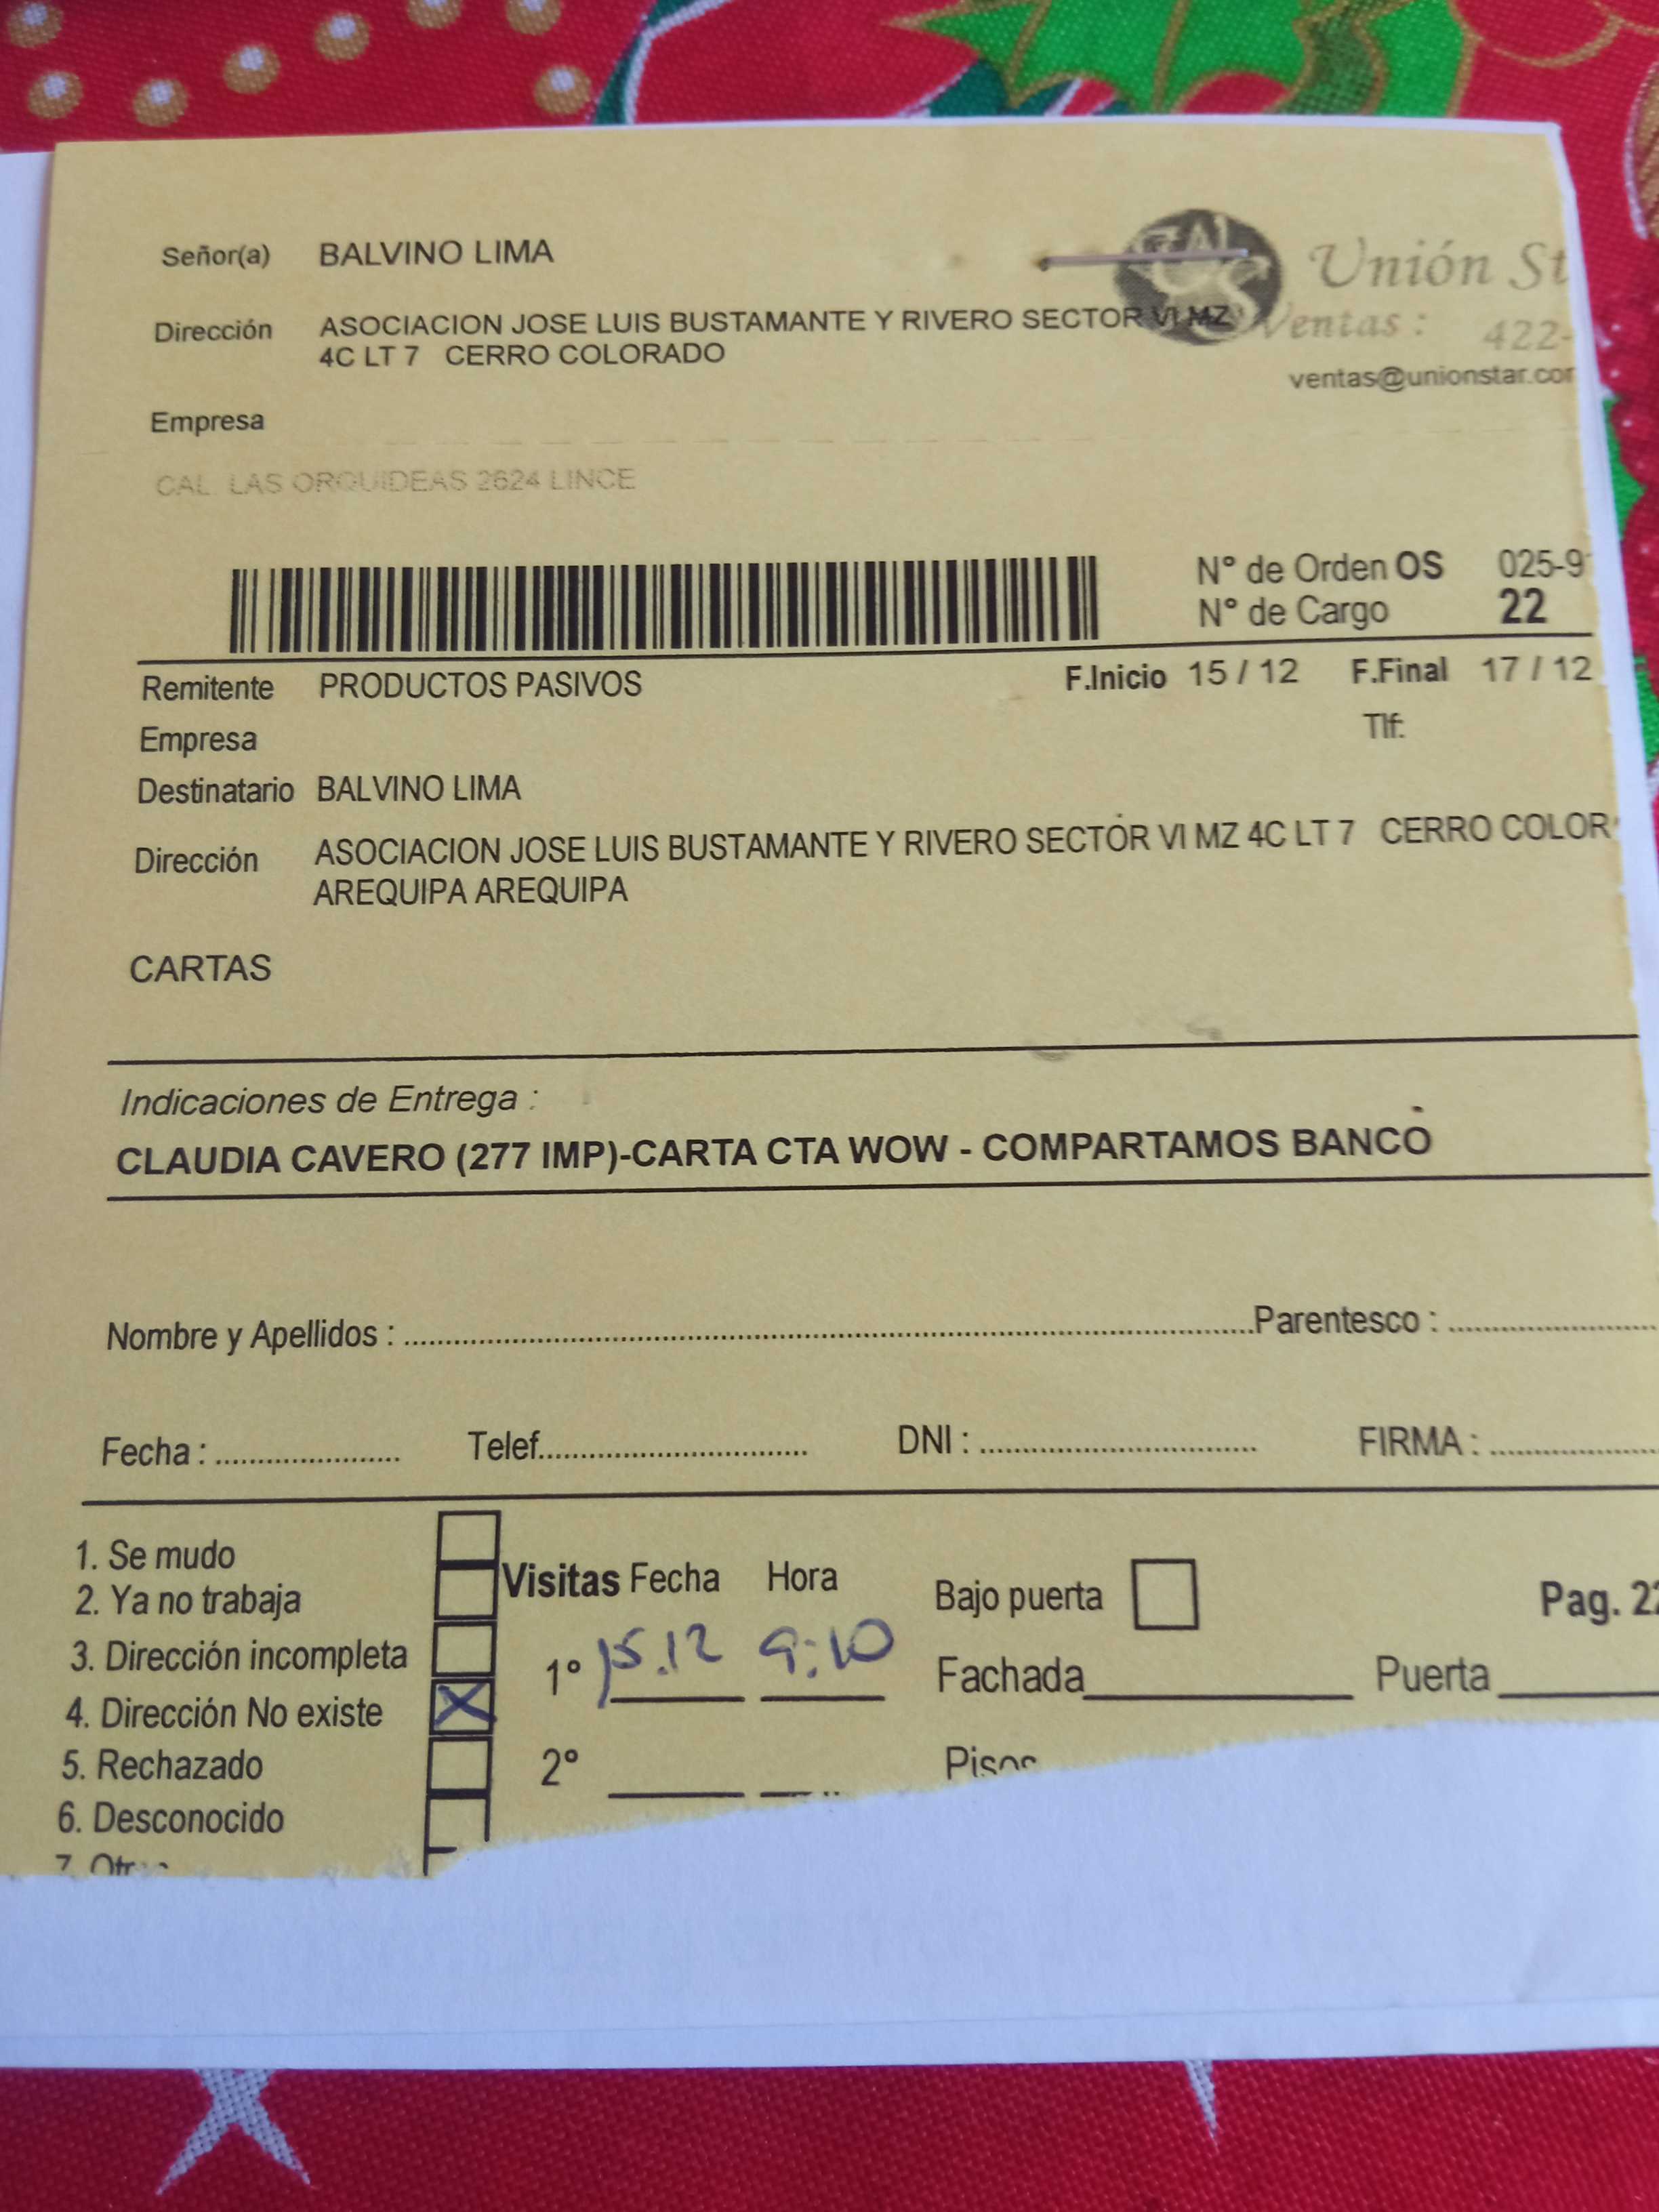 Señor(a) BALVINO LIMA
Unión St
Dirección ASOCIACION JOSE LUIS BUSTAMANTE Y RIVERO SECTOR VI MZ
4C LT 7 CERRO COLORADO
Ventas : 422-
ventas@unionstar.cor
Empresa
CAL. LAS ORQUIDEAS 2624 LINCE
N° de Orden OS 025-9
N° de Cargo 22
Remitente PRODUCTOS PASIVOS F.Inicio 15 / 12 F.Final 17 / 12
Empresa Tlf:
Destinatario BALVINO LIMA
Dirección ASOCIACION JOSE LUIS BUSTAMANTE Y RIVERO SECTOR VI MZ 4C LT 7 CERRO COLOR
AREQUIPA AREQUIPA
CARTAS
Indicaciones de Entrega :
CLAUDIA CAVERO (277 IMP)-CARTA CTA WOW - COMPARTAMOS BANCO
Nombre y Apellidos : Parentesco :
Fecha : Telef. DNI : FIRMA :
1. Se mudo
2. Ya no trabaja
3. Dirección incompleta
4. Dirección No existe X
5. Rechazado
6. Desconocido
7. Otr
Visitas Fecha Hora
1° 15.12 9:10
2°
Bajo puerta
Fachada Puerta
Pisos
Pag. 22